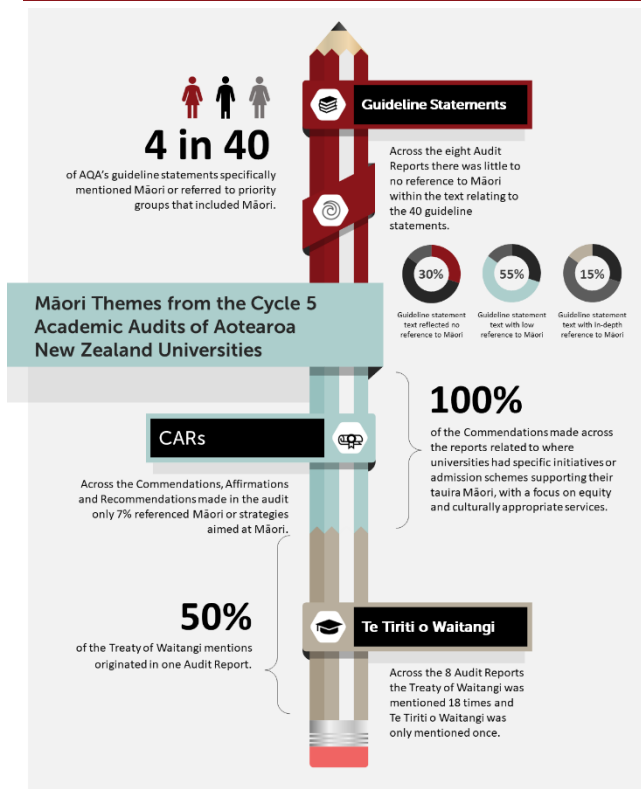 Guideline Statements
4 in 40
of AQA's guideline statements specifically
mentioned Māori or referred to priority
groups that included Māori.
Across the eight Audit
Reports there was little to
no reference to Māori
within the text relating to
the 40 guideline
statements.
30%
Guideline statement
text reflected no
reference to Māori
55%
Guideline statement
text with low
reference to Māori
15%
Guideline statement
text with in-depth
reference to Māori
Māori Themes from the Cycle 5
Academic Audits of Aotearoa
New Zealand Universities
100%
of the Commendations made across
the reports related to where
universities had specific initiatives or
admission schemes supporting their
tauira Māori, with a focus on equity
and culturally appropriate services.
CARs
Across the Commendations, Affirmations
and Recommendations made in the audit
only 7% referenced Māori or strategies
aimed at Māori.
50%
of the Treaty of Waitangi mentions
originated in one Audit Report.
Te Tiriti o Waitangi
Across the 8 Audit Reports
the Treaty of Waitangi was
mentioned 18 times and
Te Tiriti o Waitangi was
only mentioned once.